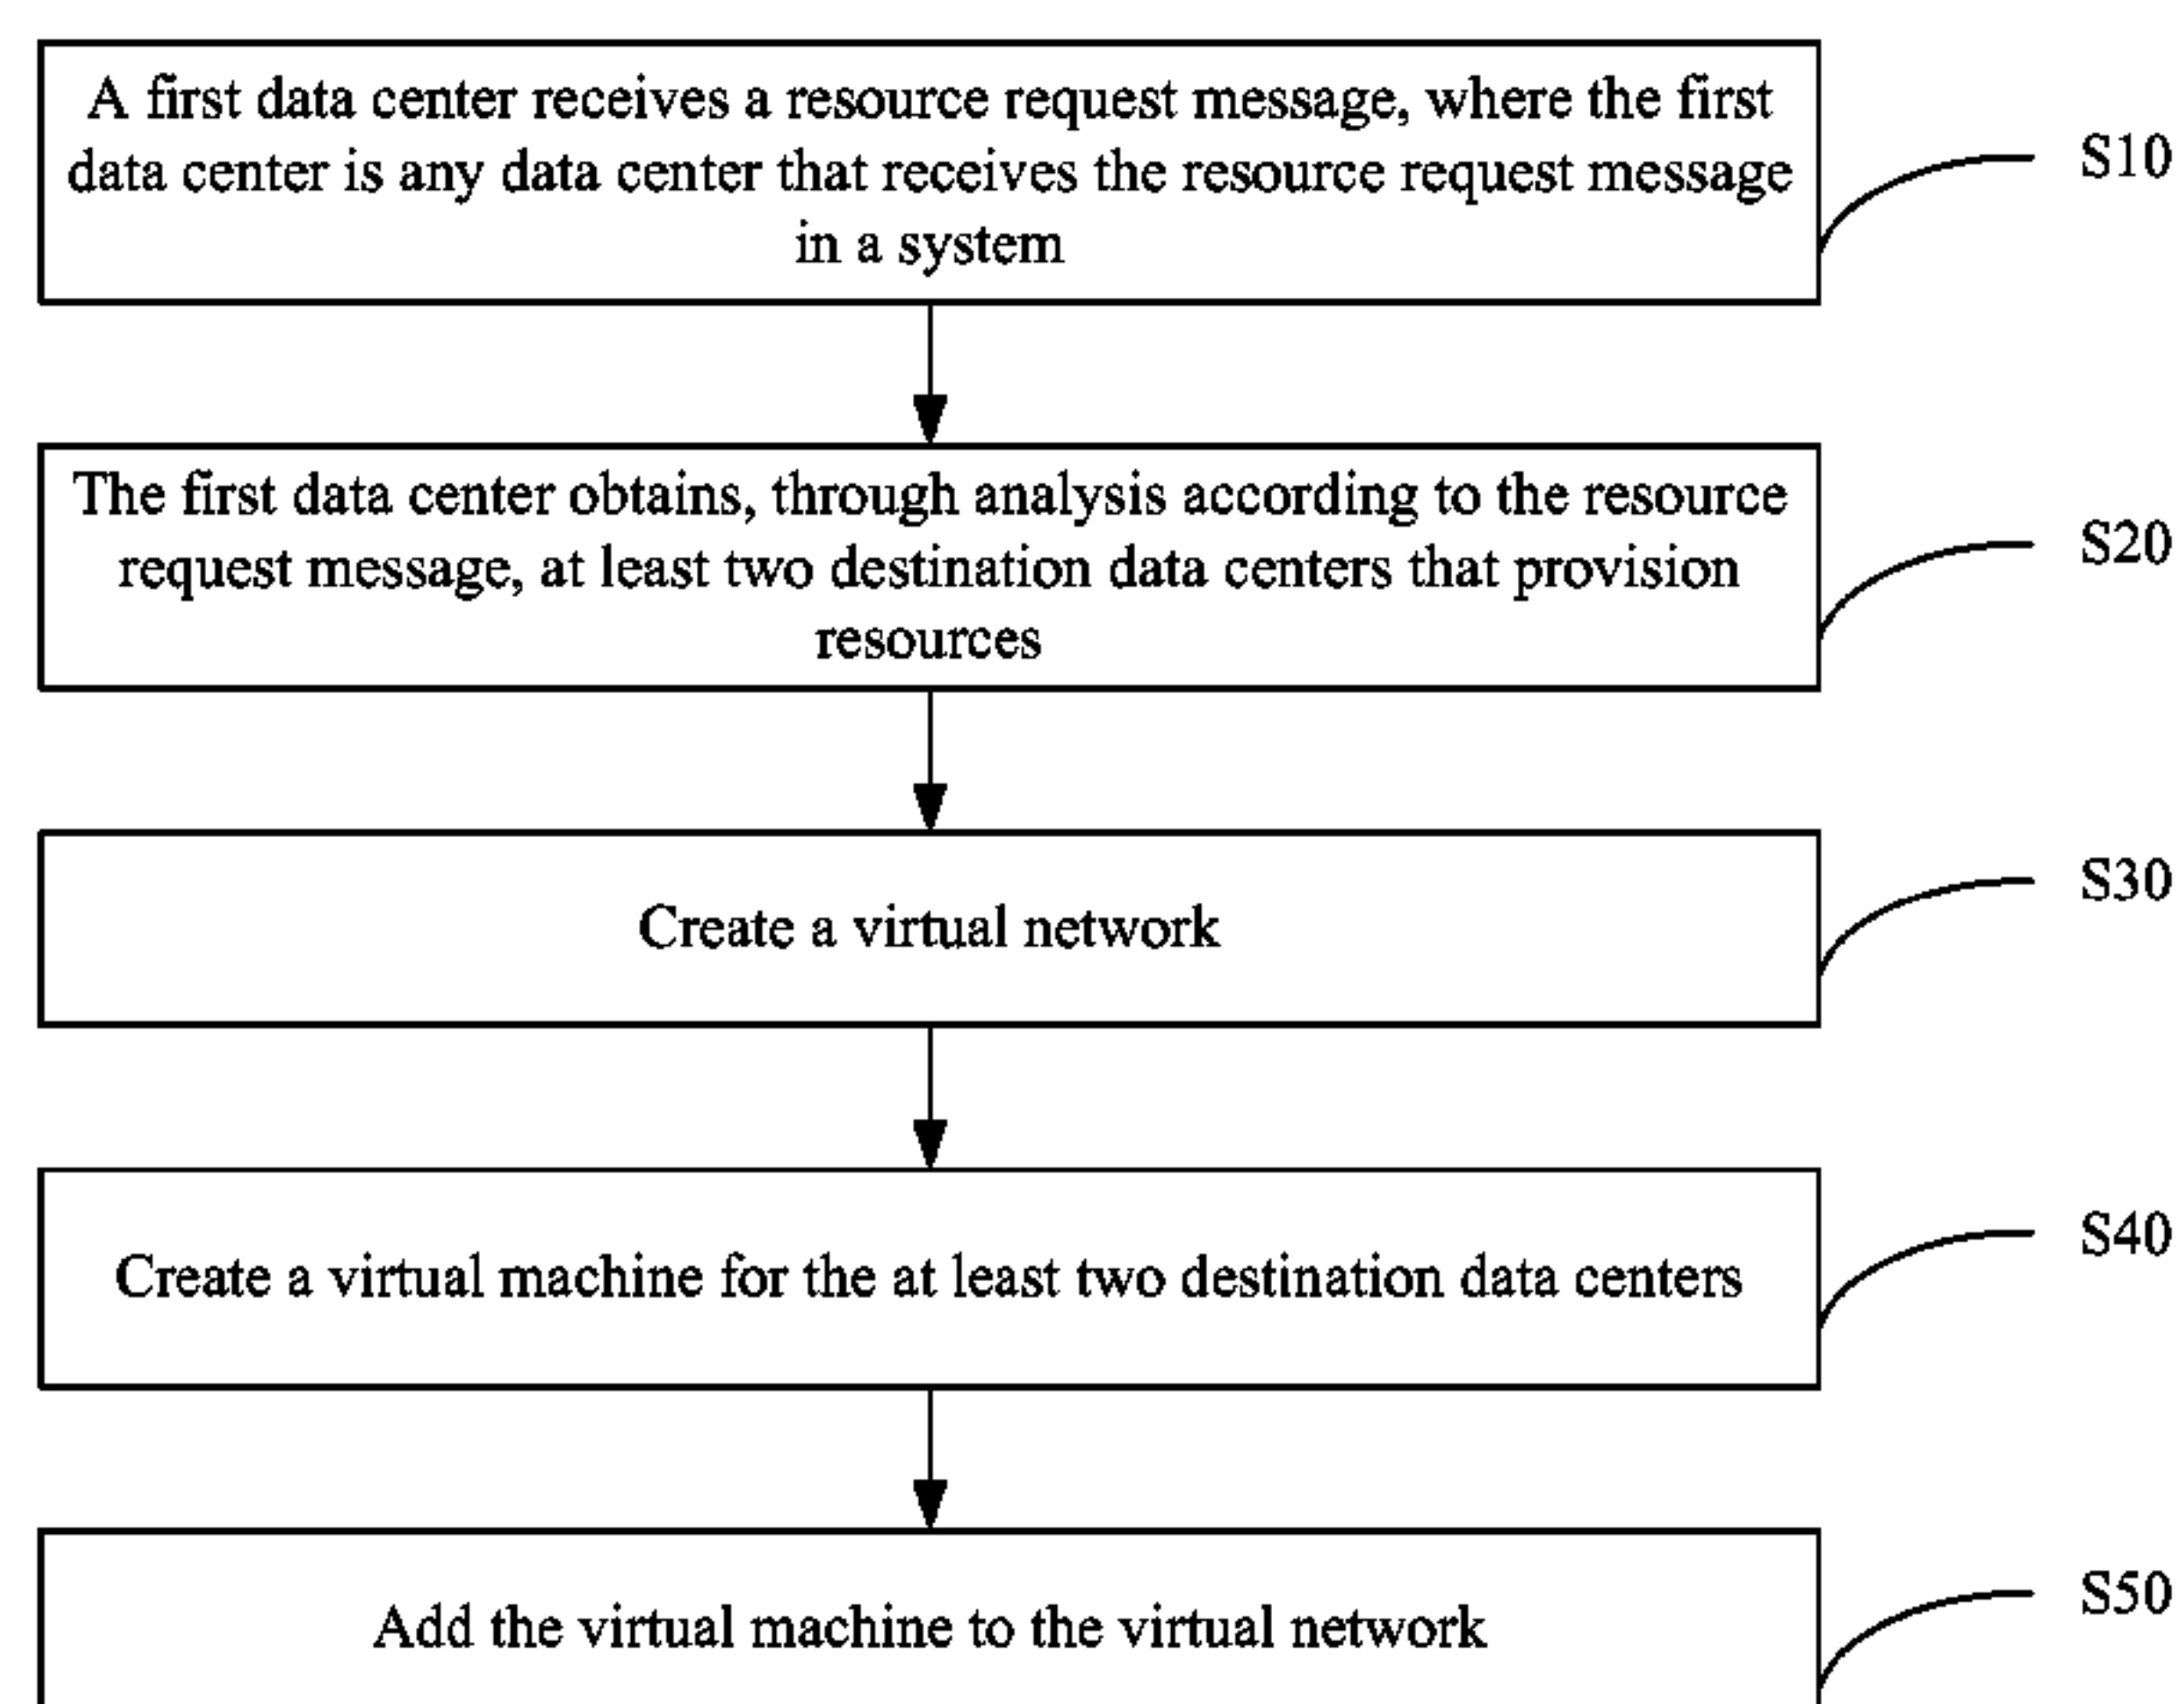 A first data center receives a resource request message, where the first
data center is any data center that receives the resource request message
in a system
S10
The first data center obtains, through analysis according to the resource
request message, at least two destination data centers that provision
resources
S20
Create a virtual network
S30
Create a virtual machine for the at least two destination data centers
S40
Add the virtual machine to the virtual network
S50